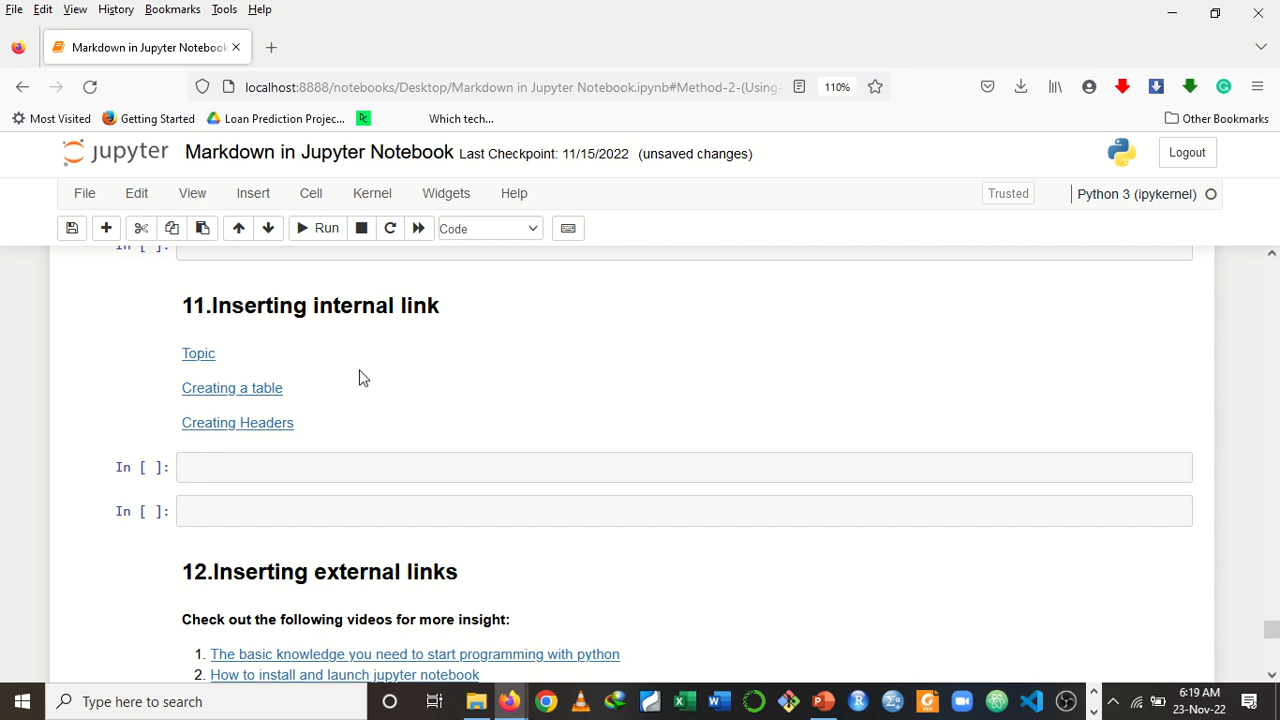 File Edit View History Bookmarks Tools Help
Markdown in Jupyter Notebook
localhost:8888/notebooks/Desktop/Markdown in Jupyter Notebook.ipynb#Method-2-(Using- 110%
Most Visited Getting Started Loan Prediction Projec... Which tech... Other Bookmarks
jupyter Markdown in Jupyter Notebook Last Checkpoint: 11/15/2022 (unsaved changes) Logout
File Edit View Insert Cell Kernel Widgets Help Trusted Python 3 (ipykernel)
Run Code
In [ ]:
11.Inserting internal link
Topic
Creating a table
Creating Headers
In [ ]:
In [ ]:
12.Inserting external links
Check out the following videos for more insight:
1. The basic knowledge you need to start programming with python
2. How to install and launch jupyter notebook
Type here to search
6:19 AM
23-Nov-22